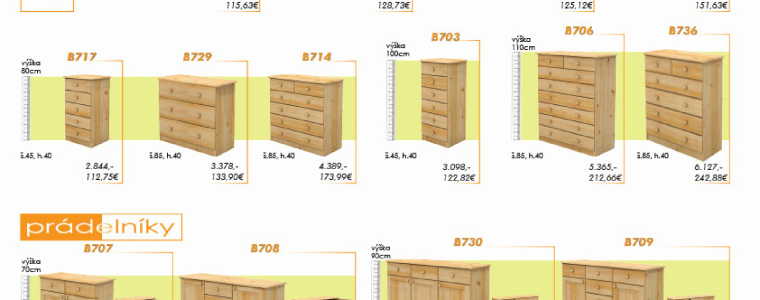 115,63€ 128,73€ 125,12€ 151,63€
B717 B729 B714 B703 B706 B736
výška 80cm
výška 100cm
výška 110cm
š.45, h.40 š.85, h.40 š.85, h.40 š.45, h.40 š.85, h.40 š.85, h.40
2.844,- 3.378,- 4.389,- 3.098,- 5.365,- 6.127,-
112,75€ 133,90€ 173,99€ 122,82€ 212,66€ 242,88€
prádelníky
B707 B708 B730 B709
výška 70cm
výška 90cm